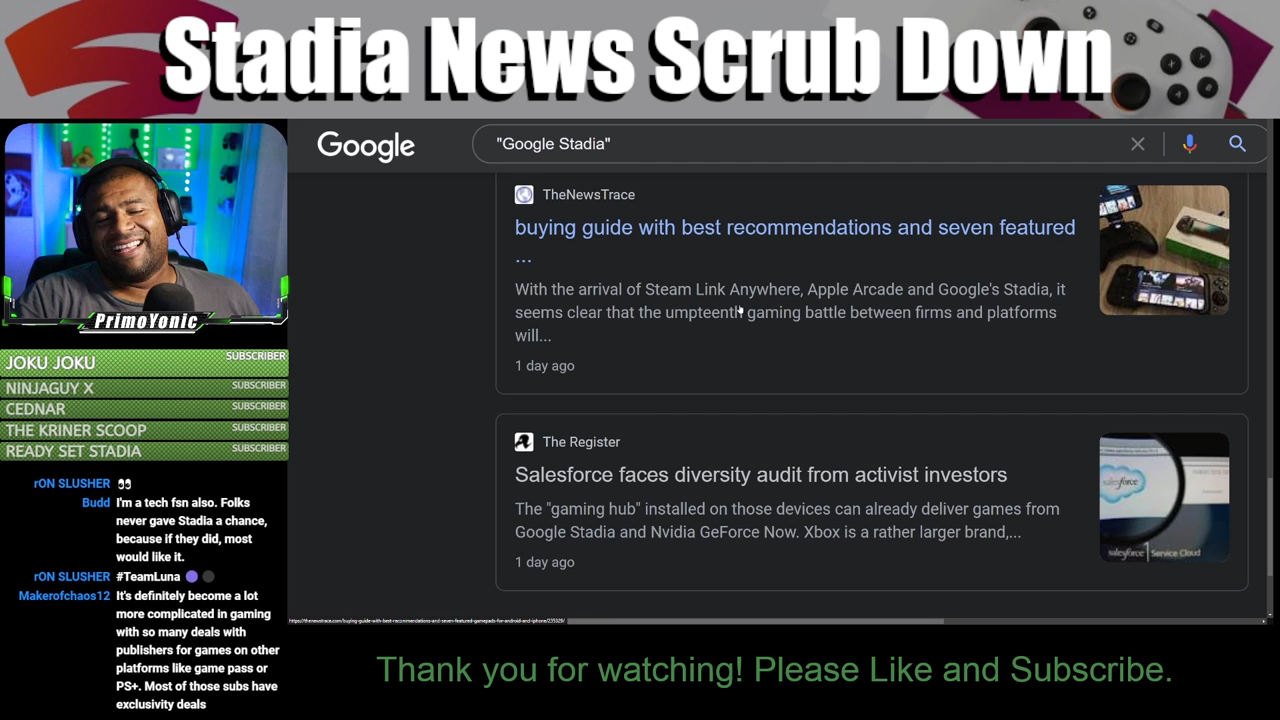 Stadia News Scrub Down
Google
"Google Stadia"
TheNewsTrace
buying guide with best recommendations and seven featured
...
With the arrival of Steam Link Anywhere, Apple Arcade and Google's Stadia, it
seems clear that the umpteenth gaming battle between firms and platforms
will...
1 day ago
The Register
Salesforce faces diversity audit from activist investors
The "gaming hub" installed on those devices can already deliver games from
Google Stadia and Nvidia GeForce Now. Xbox is a rather larger brand,...
1 day ago
salesforce
salesforce | Service Cloud
PrimoYonic
JOKU JOKU SUBSCRIBER
NINJAGUY X SUBSCRIBER
CEDNAR SUBSCRIBER
THE KRINER SCOOP SUBSCRIBER
READY SET STADIA SUBSCRIBER
rON SLUSHER 👀
Budd I'm a tech fsn also. Folks
never gave Stadia a chance,
because if they did, most
would like it.
rON SLUSHER #TeamLuna
Makerofchaos12 It's definitely become a lot
more complicated in gaming
with so many deals with
publishers for games on other
platforms like game pass or
PS+. Most of those subs have
exclusivity deals
Thank you for watching! Please Like and Subscribe.